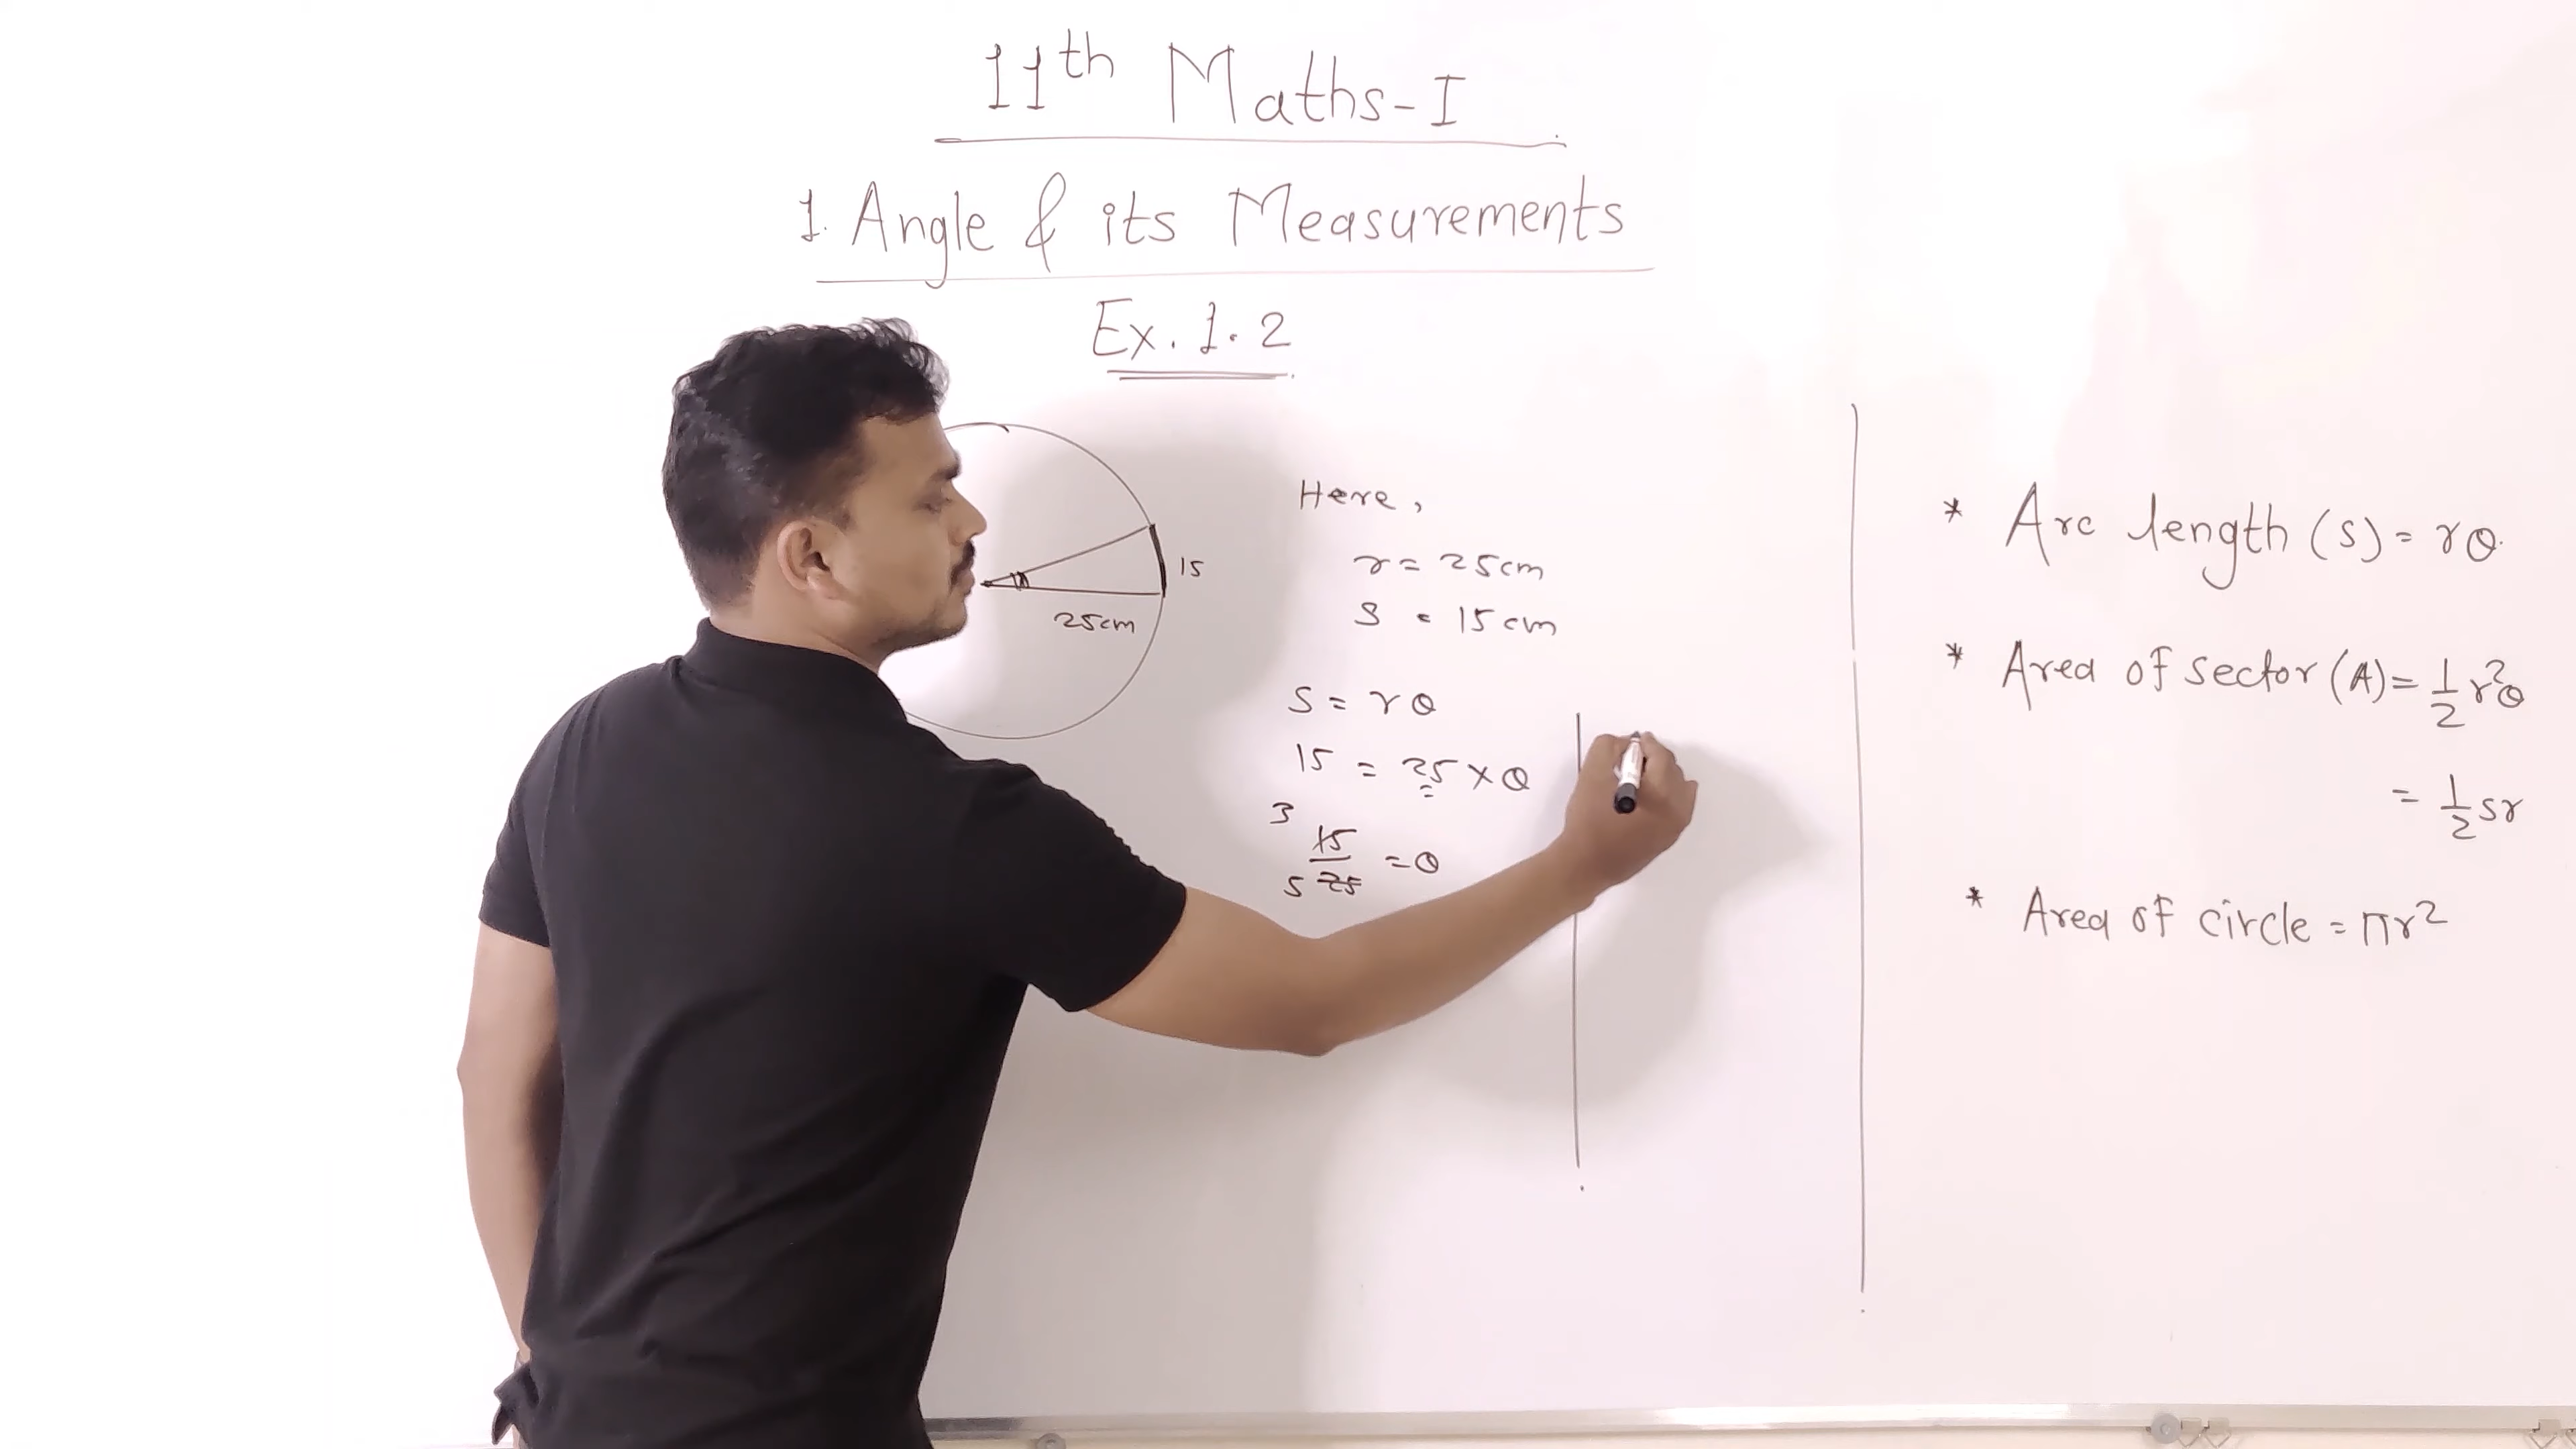 11th Maths-I
1. Angle & its Measurements
Ex. 1. 2
15
25cm
Here,
r = 25cm
S = 15cm
S = rθ
15 = 25 × θ
3 15/25 5 = θ
* Arc length (s) = rθ.
* Area of sector (A) = 1/2 r²θ
= 1/2 sr
* Area of circle = πr²